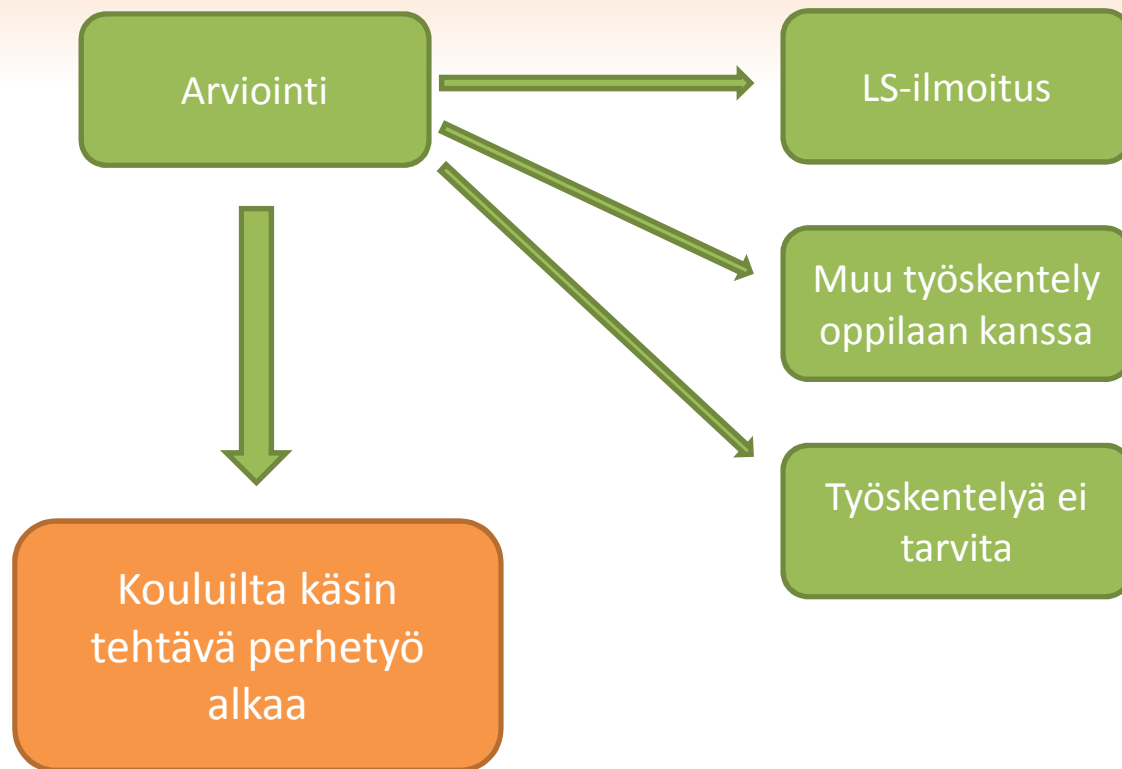 Arviointi
LS-ilmoitus
Muu työskentely
oppilaan kanssa
Työskentelyä ei
tarvita
Kouluilta käsin
tehtävä perhetyö
alkaa